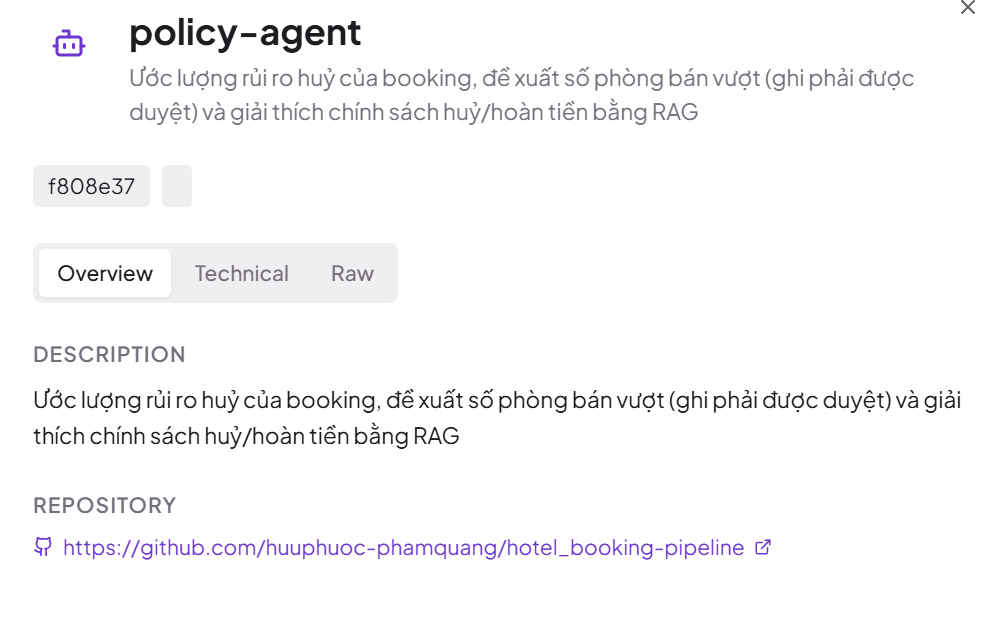 policy-agent
Ước lượng rủi ro huỷ của booking, đề xuất số phòng bán vượt (ghi phải được
duyệt) và giải thích chính sách huỷ/hoàn tiền bằng RAG
f808e37
Overview Technical Raw
DESCRIPTION
Ước lượng rủi ro huỷ của booking, đề xuất số phòng bán vượt (ghi phải được duyệt) và giải
thích chính sách huỷ/hoàn tiền bằng RAG
REPOSITORY
https://github.com/huuphuoc-phamquang/hotel_booking-pipeline